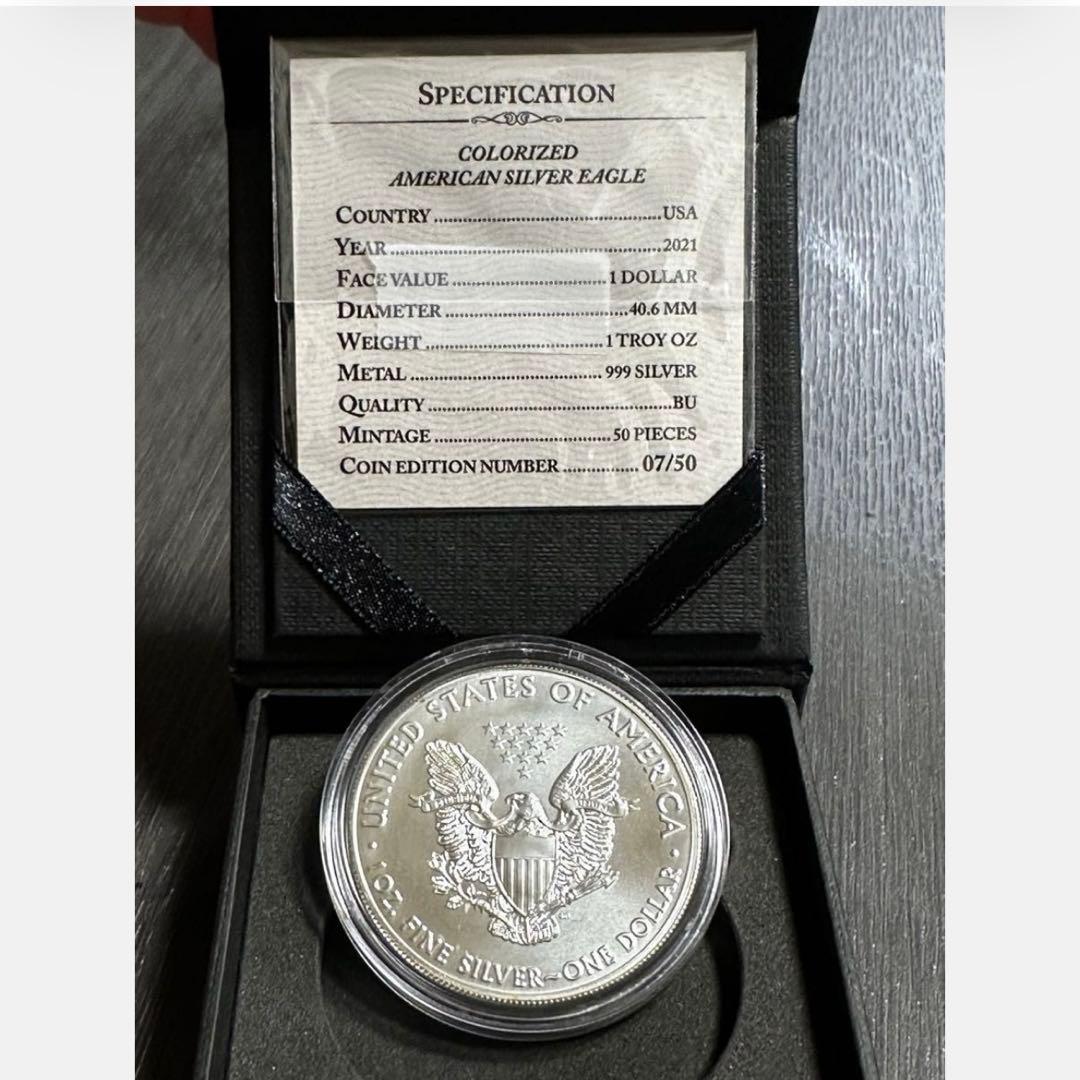 SPECIFICATION
COLORIZED
AMERICAN SILVER EAGLE
COUNTRY........................................USA
YEAR................................................2021
FACE VALUE...........................1 DOLLAR
DIAMETER................................40.6 MM
WEIGHT................................1 TROY OZ
METAL..................................999 SILVER
QUALITY...........................................BU
MINTAGE...............................50 PIECES
COIN EDITION NUMBER................07/50
UNITED STATES OF AMERICA
1 OZ. FINE SILVER~ONE DOLLAR